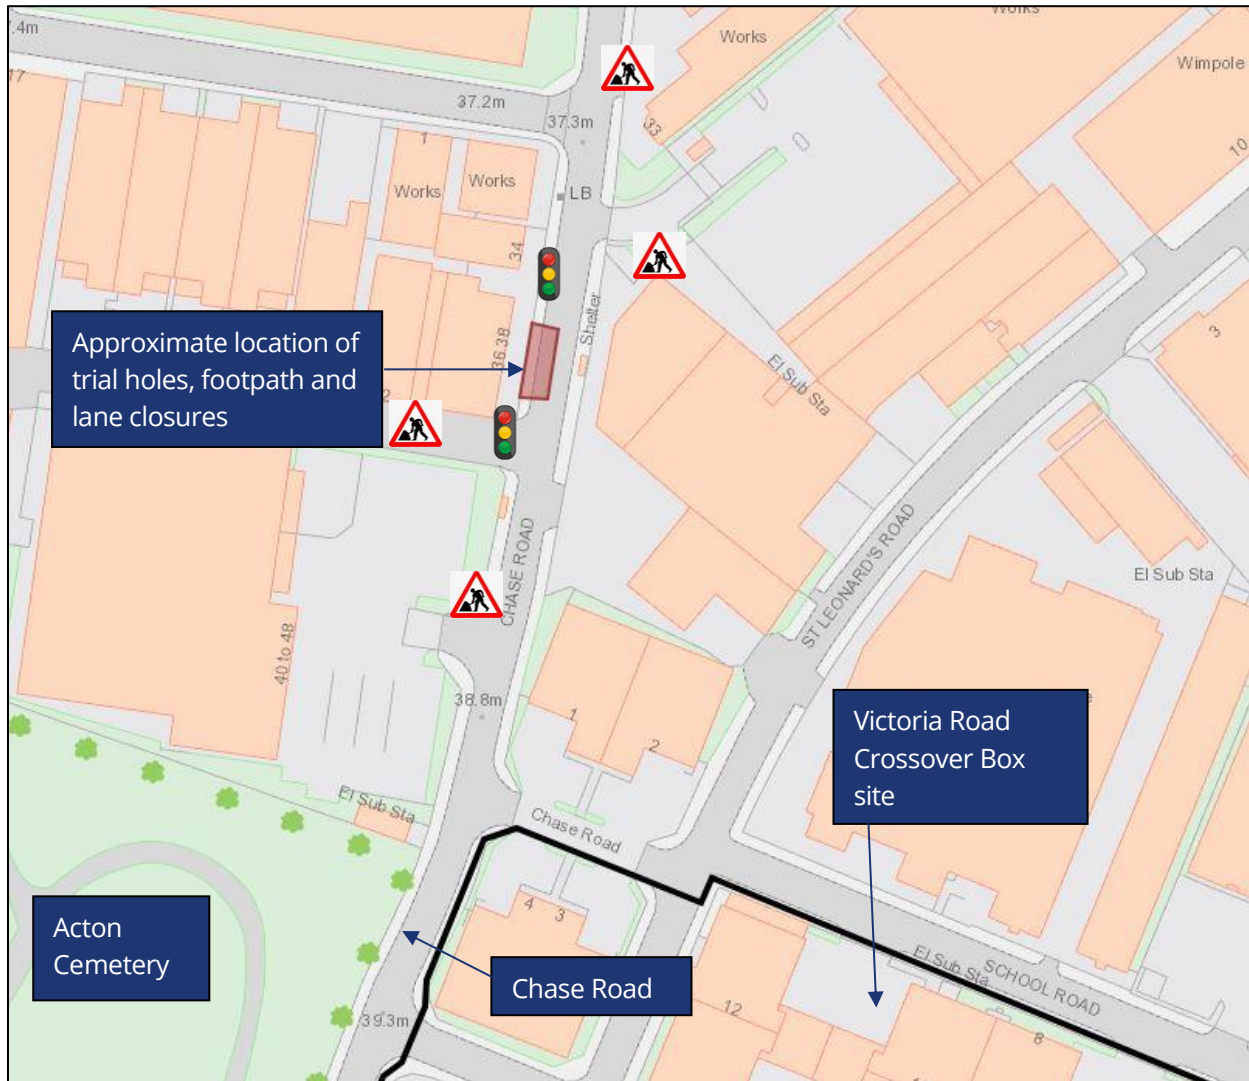 Works
.4m
Works
Wimpole
17
37.2m
37.3m
33
10
1
Works
Works
LB
34
Shelter
3
Approximate location of
trial holes, footpath and
lane closures
36.38
El Sub Sta
2
CHASE ROAD
ST LEONARD'S ROAD
El Sub Sta
40 to 48
38.8m
1
2
Victoria Road
Crossover Box
site
e
El Sub Sta
Chase Road
Acton
Cemetery
4
3
El Sub Sta
SCHOOL ROAD
Chase Road
12
39.3m
8